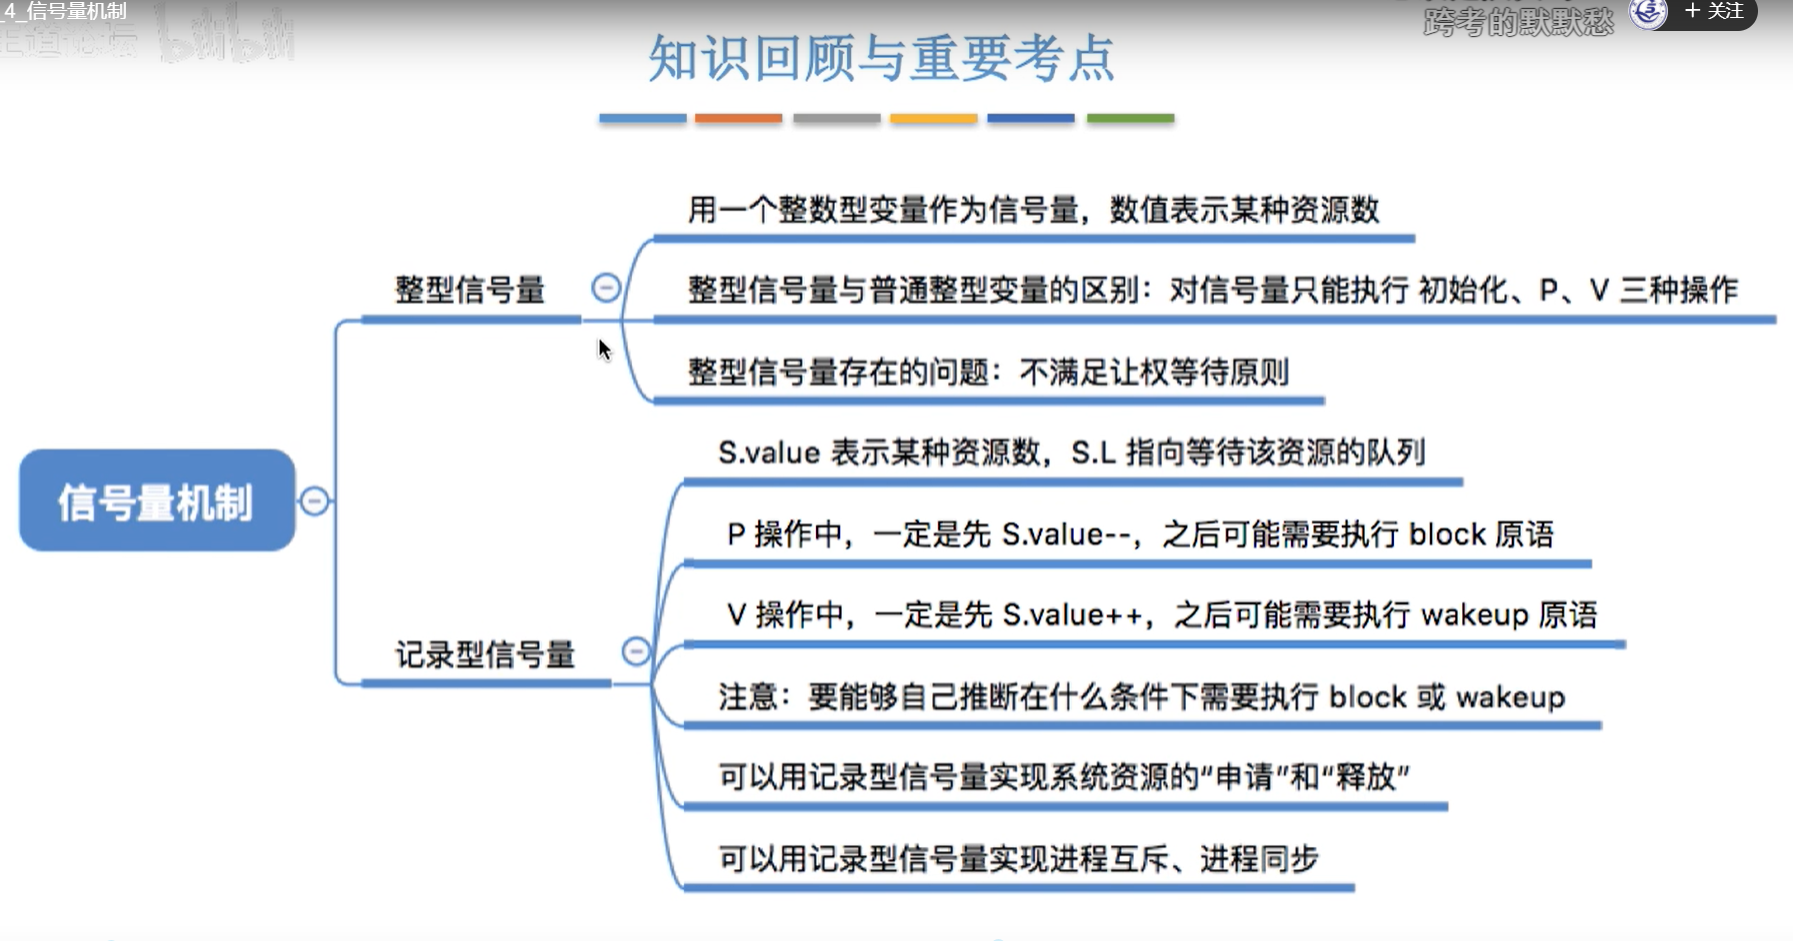 4_信号量机制
王道论坛 bilibili
跨考的默默愁
+ 关注
知识回顾与重要考点
用一个整数型变量作为信号量，数值表示某种资源数
整型信号量
整型信号量与普通整型变量的区别：对信号量只能执行 初始化、P、V 三种操作
整型信号量存在的问题：不满足让权等待原则
信号量机制
S.value 表示某种资源数，S.L 指向等待该资源的队列
P 操作中，一定是先 S.value--，之后可能需要执行 block 原语
V 操作中，一定是先 S.value++，之后可能需要执行 wakeup 原语
记录型信号量
注意：要能够自己推断在什么条件下需要执行 block 或 wakeup
可以用记录型信号量实现系统资源的“申请”和“释放”
可以用记录型信号量实现进程互斥、进程同步